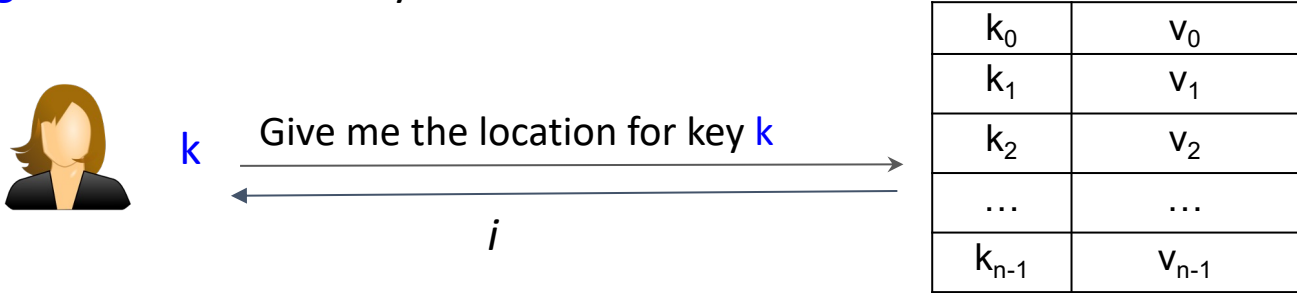 k
Give me the location for key k
i
k₀ v₀
k₁ v₁
k₂ v₂
… …
kₙ₋₁ vₙ₋₁